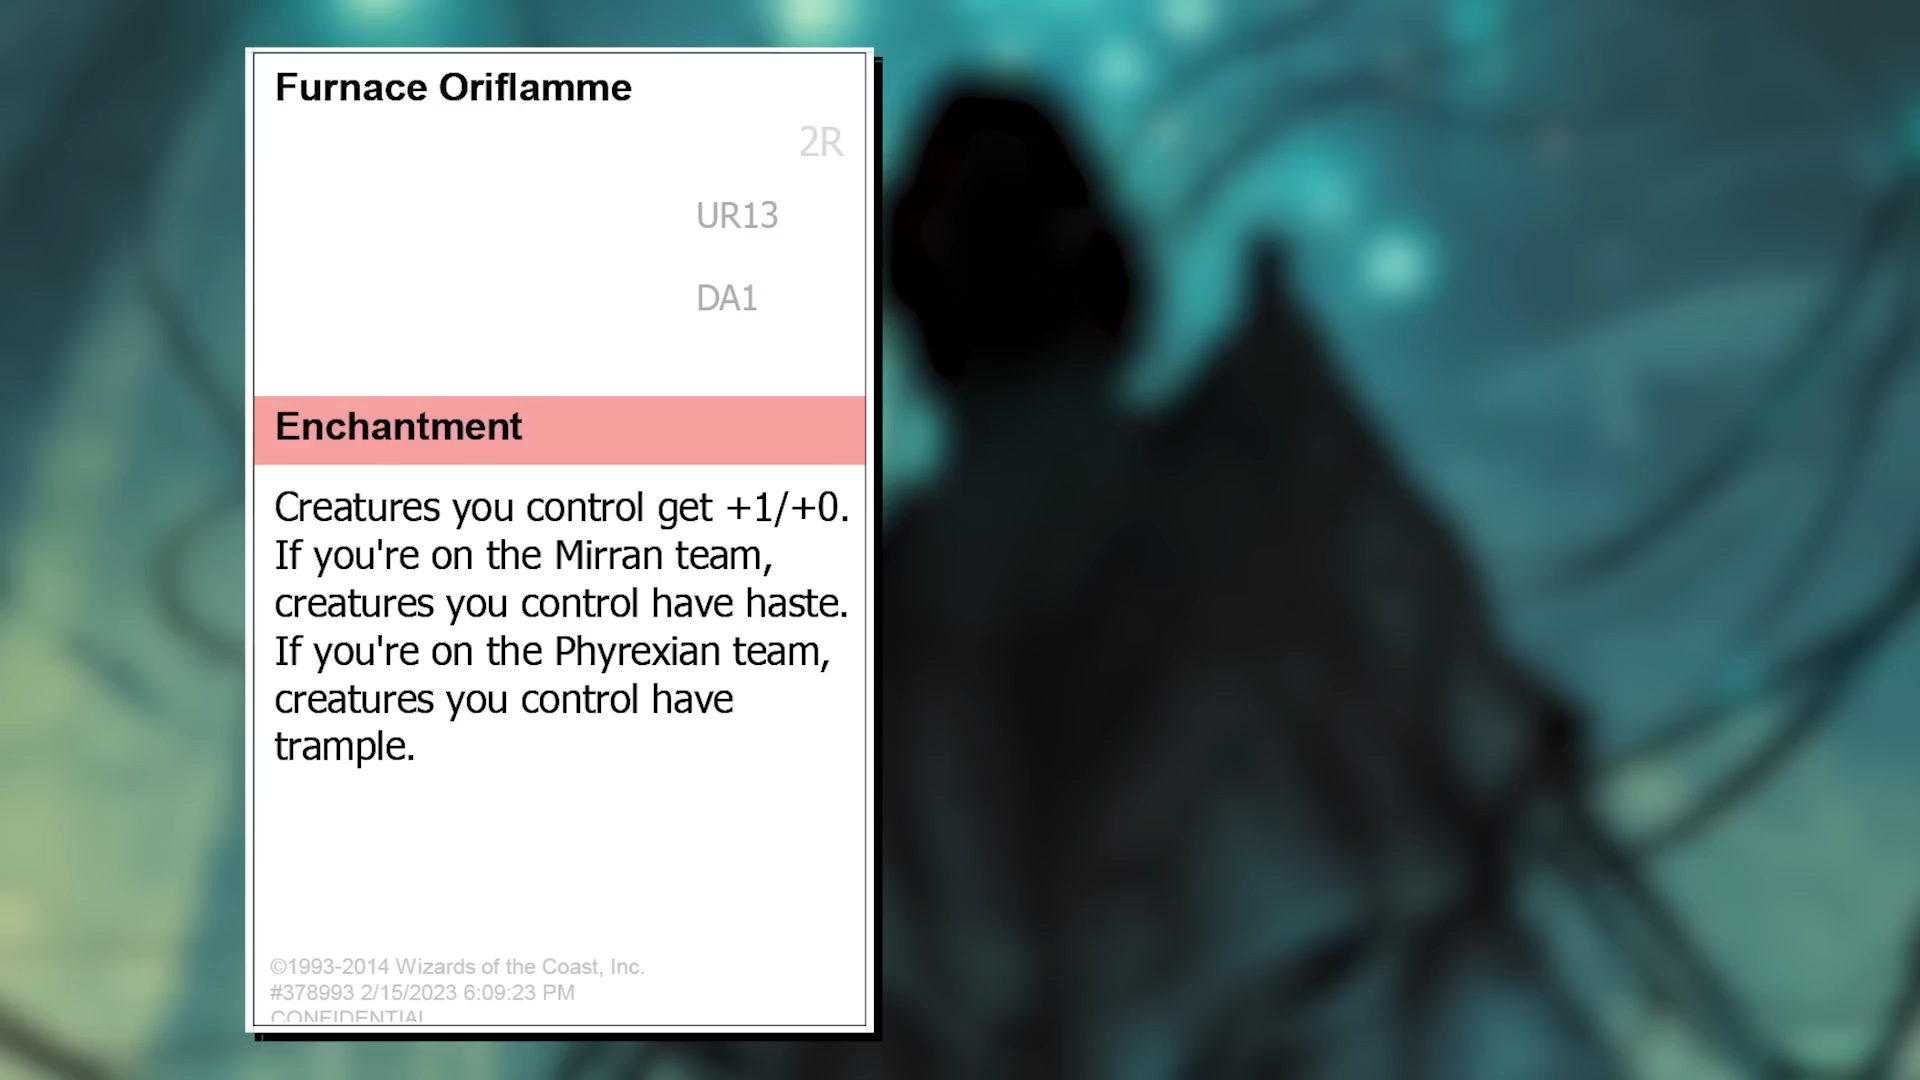 Furnace Oriflamme
2R
UR13
DA1
Enchantment
Creatures you control get +1/+0.
If you're on the Mirran team,
creatures you control have haste.
If you're on the Phyrexian team,
creatures you control have
trample.
©1993-2014 Wizards of the Coast, Inc.
#378993 2/15/2023 6:09:23 PM
CONFIDENTIAL